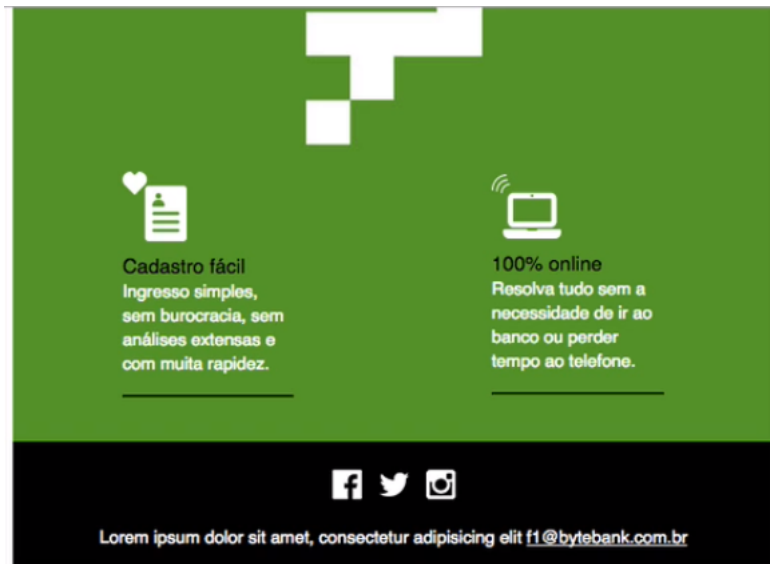 Cadastro fácil
Ingresso simples,
sem burocracia, sem
análises extensas e
com muita rapidez.
100% online
Resolva tudo sem a
necessidade de ir ao
banco ou perder
tempo ao telefone.
Lorem ipsum dolor sit amet, consectetur adipisicing elit f1@bytebank.com.br